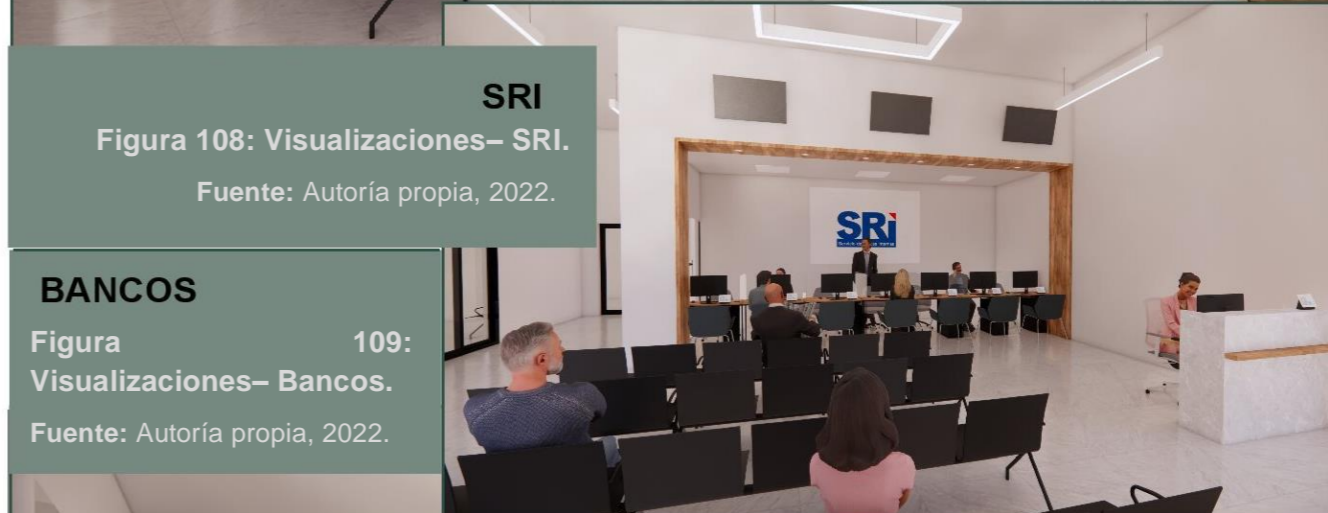 SRI
Figura 108: Visualizaciones– SRI.
Fuente: Autoría propia, 2022.
BANCOS
Figura 109:
Visualizaciones– Bancos.
Fuente: Autoría propia, 2022.
SRi